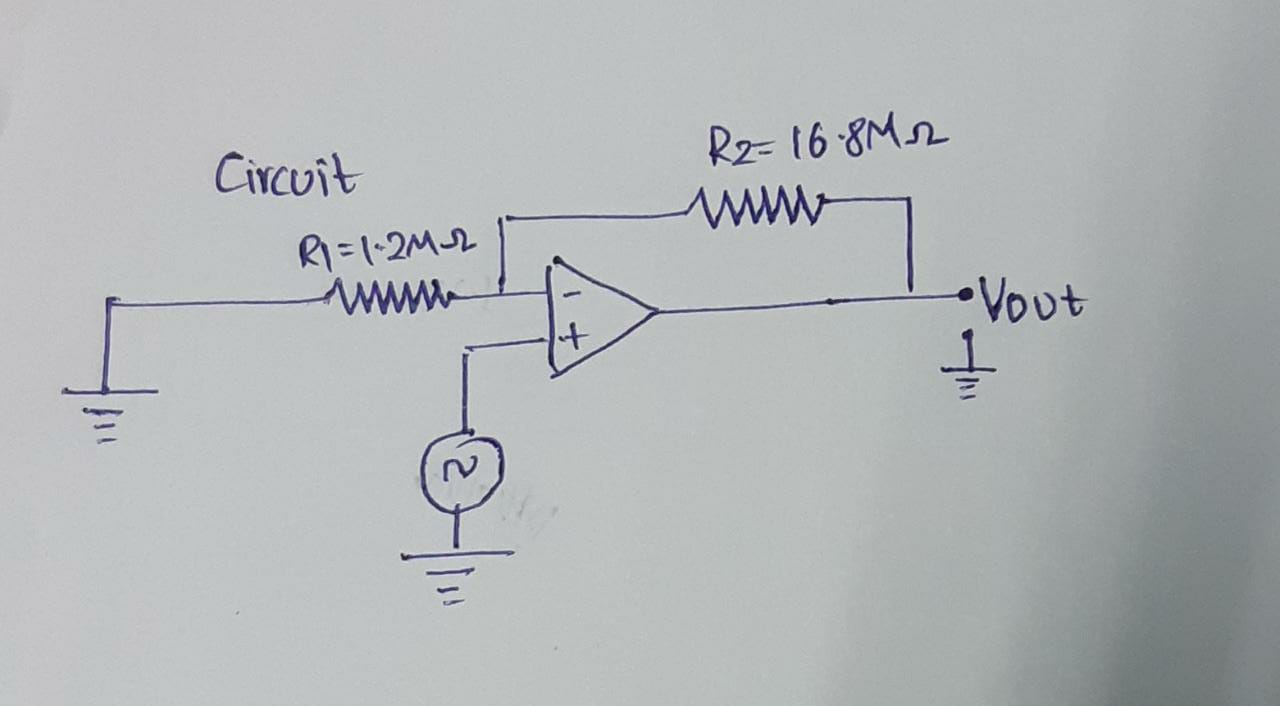 R2= 16.8MΩ
Circuit
R1=1.2MΩ
-
+
Vout
~